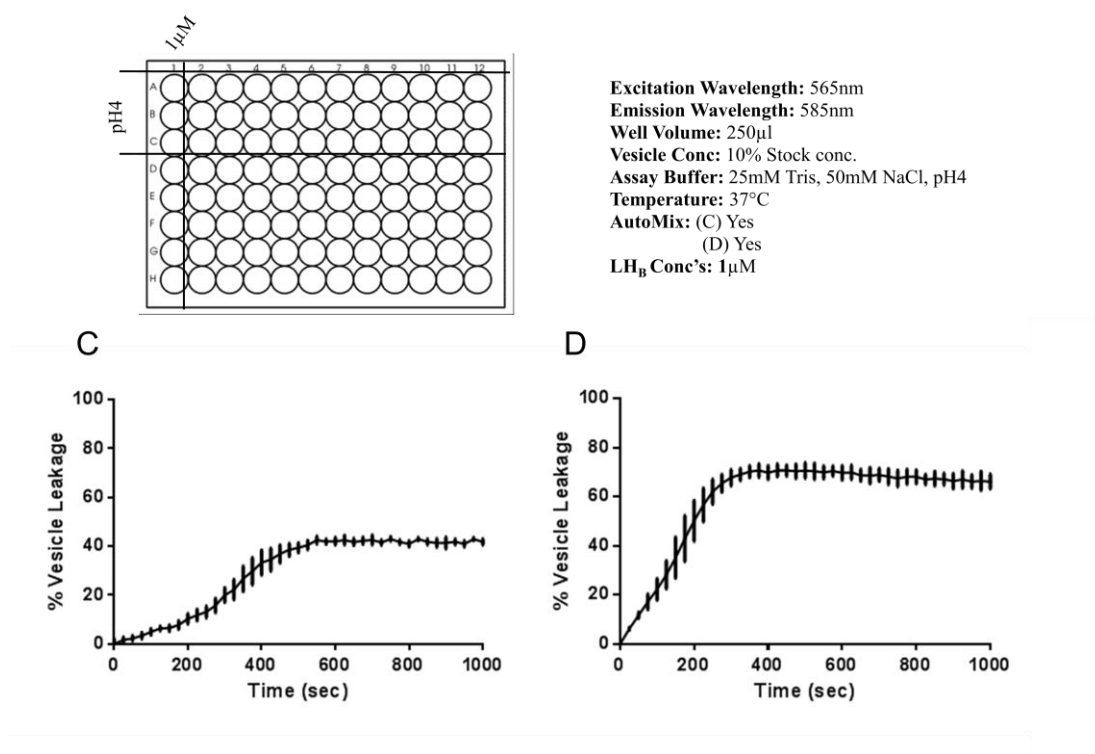 1µM
1 2 3 4 5 6 7 8 9 10 11 12
pH4
A
B
C
D
E
F
G
H
Excitation Wavelength: 565nm
Emission Wavelength: 585nm
Well Volume: 250µl
Vesicle Conc: 10% Stock conc.
Assay Buffer: 25mM Tris, 50mM NaCl, pH4
Temperature: 37°C
AutoMix: (C) Yes
(D) Yes
LHB Conc's: 1µM
C
% Vesicle Leakage
100
80
60
40
20
0
0 200 400 600 800 1000
Time (sec)
D
% Vesicle Leakage
100
80
60
40
20
0
0 200 400 600 800 1000
Time (sec)